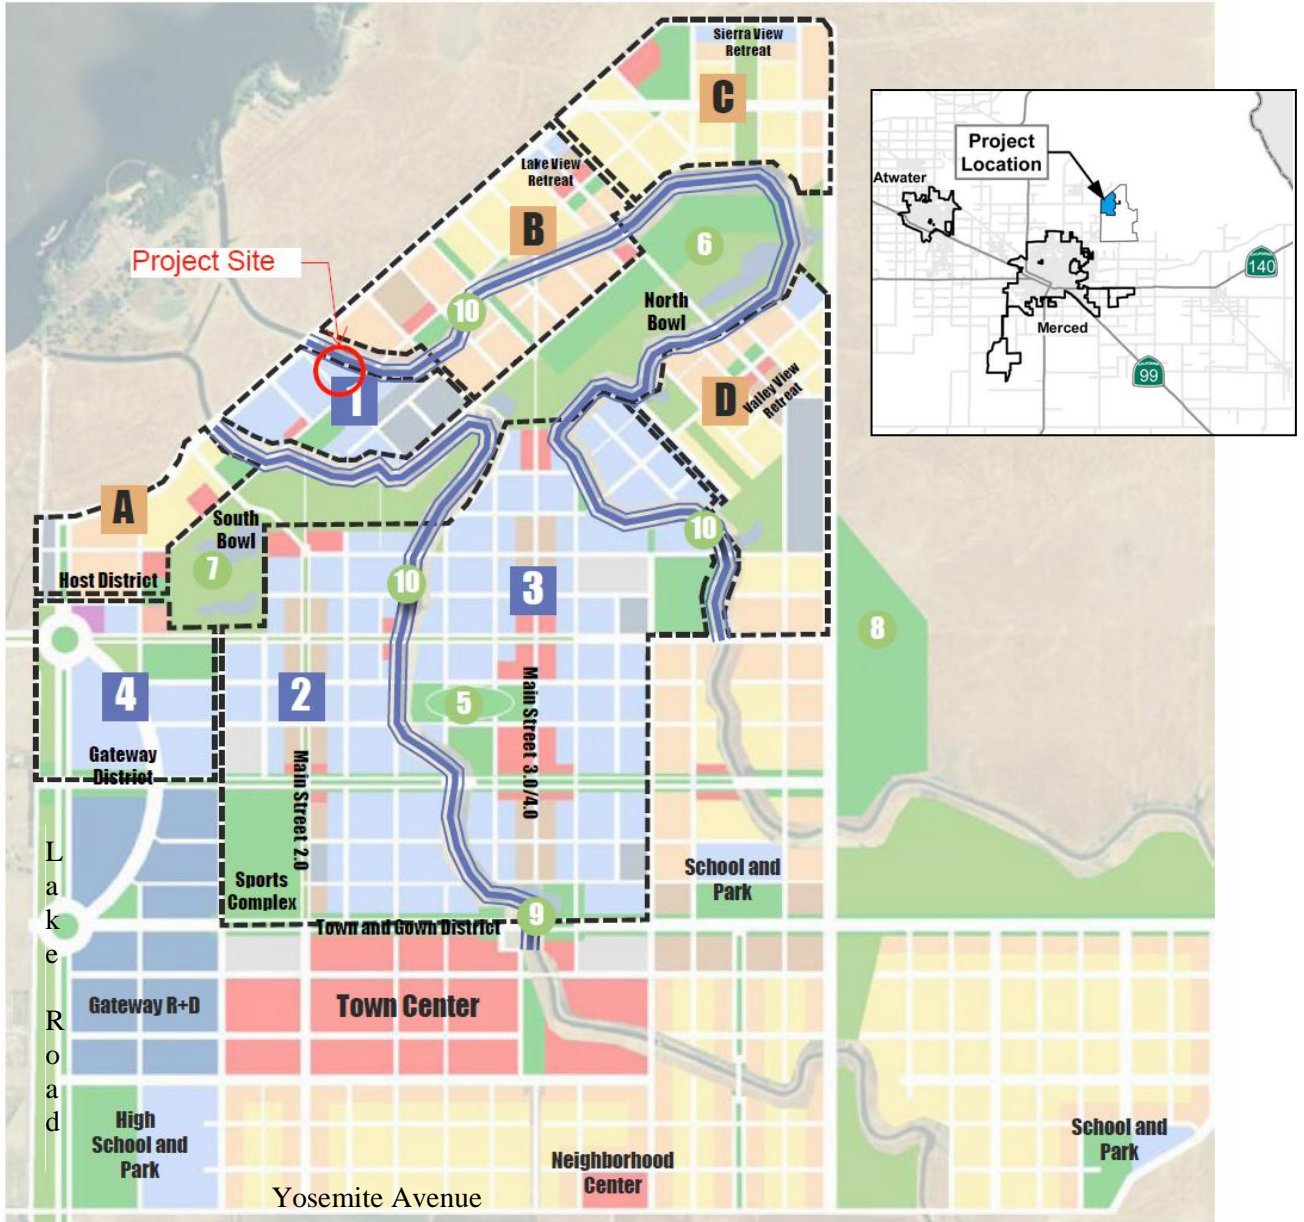 Sierra View
Retreat
C
Project
Location
Atwater
CALIFORNIA
140
Merced
CALIFORNIA
99
Lake View
Retreat
B
6
Project Site
North
Bowl
10
1
D
Valley View
Retreat
A
South
Bowl
7
Host District
10
10
3
8
4
Gateway
District
2
5
Main Street 3.0/4.0
Main Street 2.0
Lake Road
Sports
Complex
School and
Park
9
Town and Gown District
Gateway R+D
Town Center
High
School and
Park
Neighborhood
Center
School and
Park
Yosemite Avenue